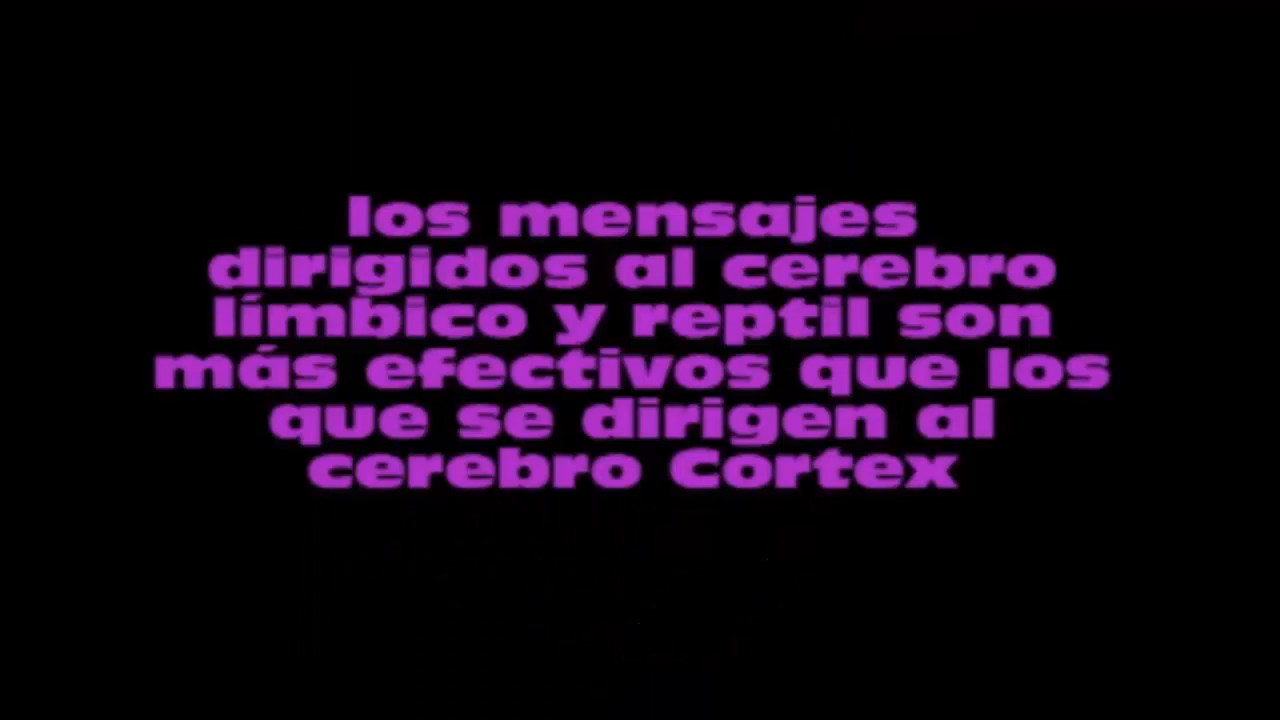 los mensajes
dirigidos al cerebro
límbico y reptil son
más efectivos que los
que se dirigen al
cerebro Cortex